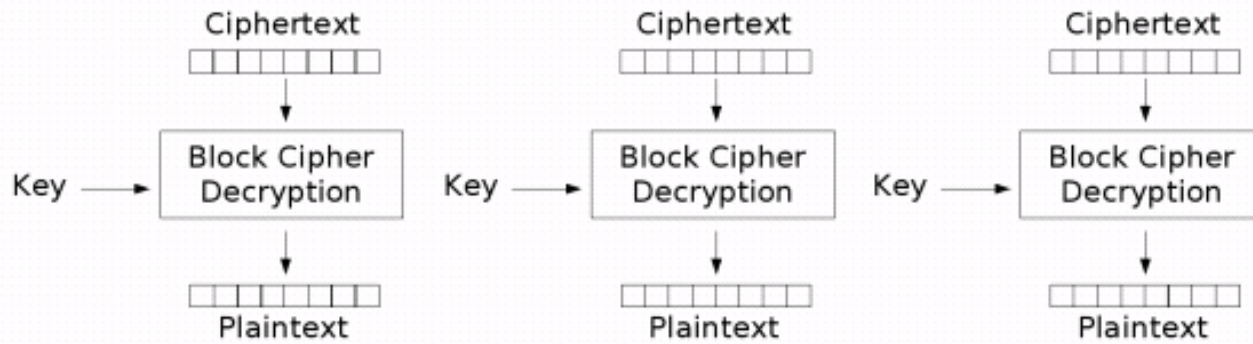 Ciphertext Ciphertext Ciphertext
Block Cipher Block Cipher Block Cipher
Key Decryption Key Decryption Key Decryption
Plaintext Plaintext Plaintext